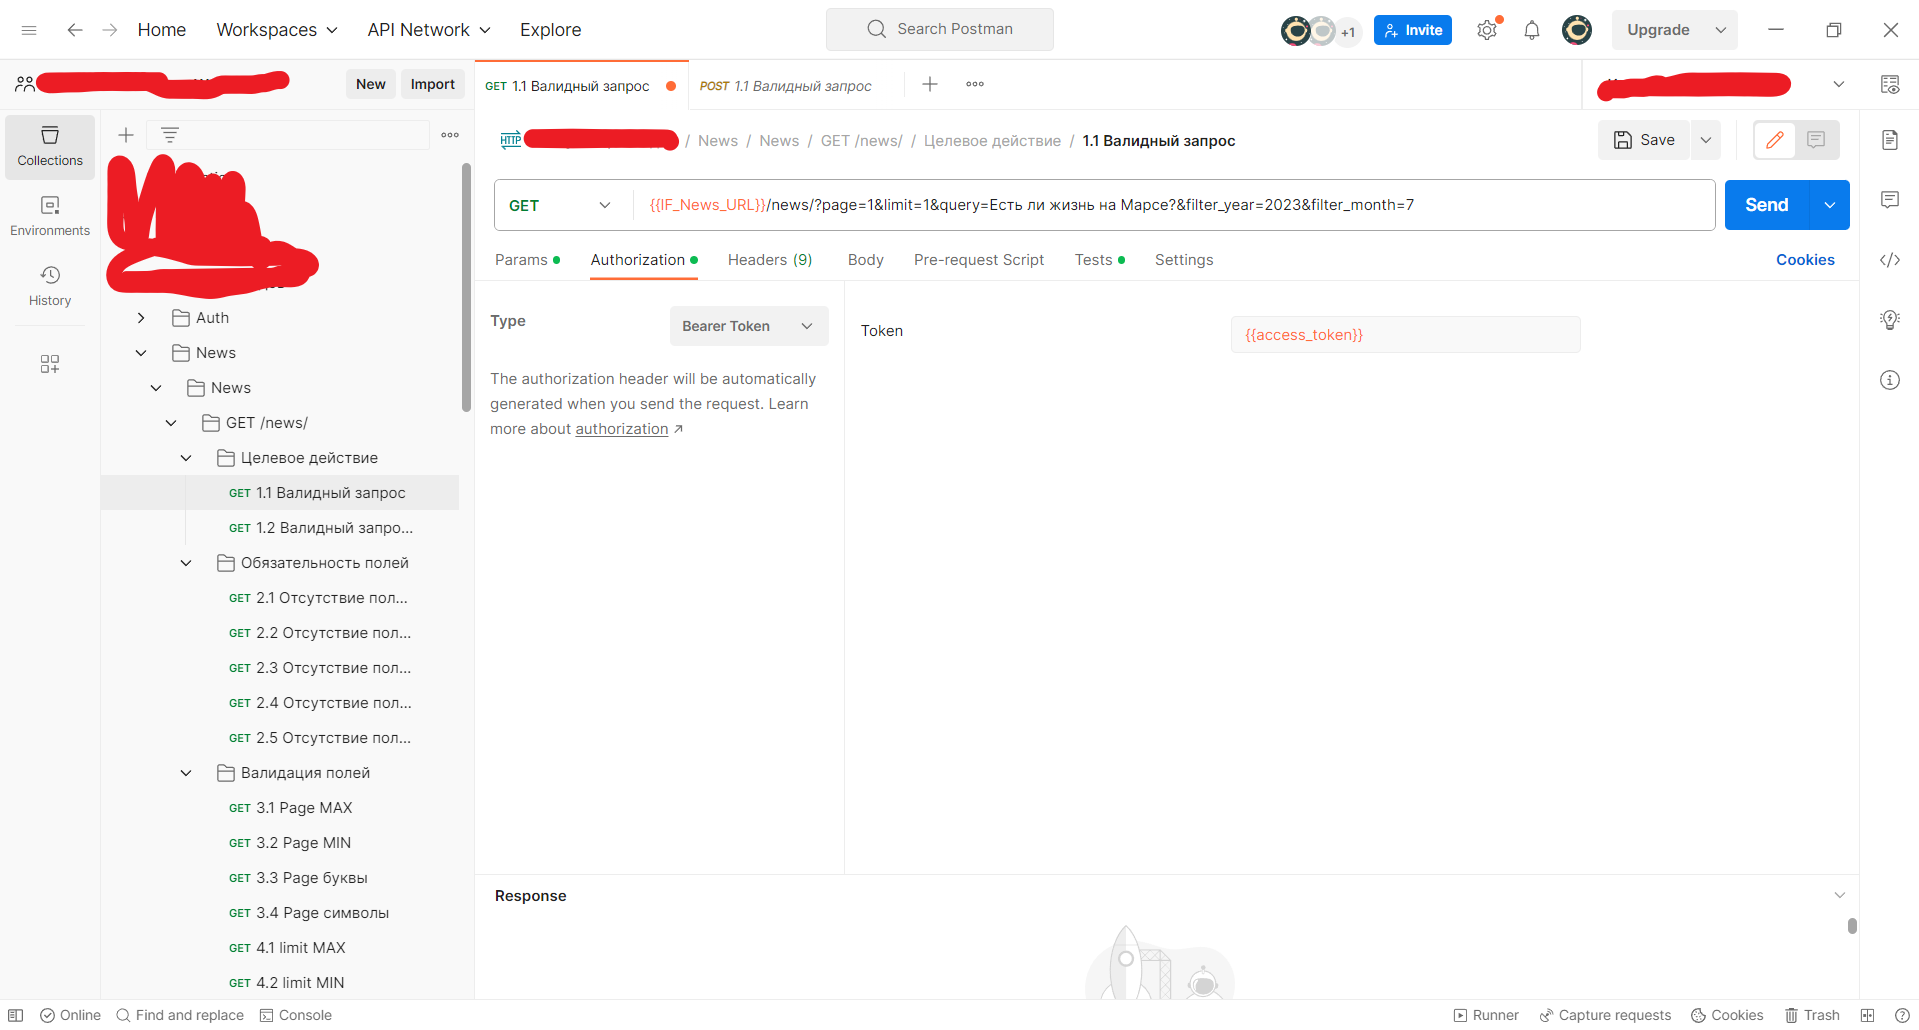 Home Workspaces API Network Explore Search Postman +1 Invite Upgrade
New Import GET 1.1 Валидный запрос POST 1.1 Валидный запрос
Collections
Environments
History
Auth
News
News
GET /news/
Целевое действие
GET 1.1 Валидный запрос
GET 1.2 Валидный запро...
Обязательность полей
GET 2.1 Отсутствие пол...
GET 2.2 Отсутствие пол...
GET 2.3 Отсутствие пол...
GET 2.4 Отсутствие пол...
GET 2.5 Отсутствие пол...
Валидация полей
GET 3.1 Page MAX
GET 3.2 Page MIN
GET 3.3 Page буквы
GET 3.4 Page символы
GET 4.1 limit MAX
GET 4.2 limit MIN
HTTP / News / News / GET /news/ / Целевое действие / 1.1 Валидный запрос Save
GET {{IF_News_URL}}/news/?page=1&limit=1&query=Есть ли жизнь на Марсе?&filter_year=2023&filter_month=7 Send
Params Authorization Headers (9) Body Pre-request Script Tests Settings Cookies
Type Bearer Token
The authorization header will be automatically
generated when you send the request. Learn
more about authorization ↗
Token {{access_token}}
Response
Online Find and replace Console Runner Capture requests Cookies Trash